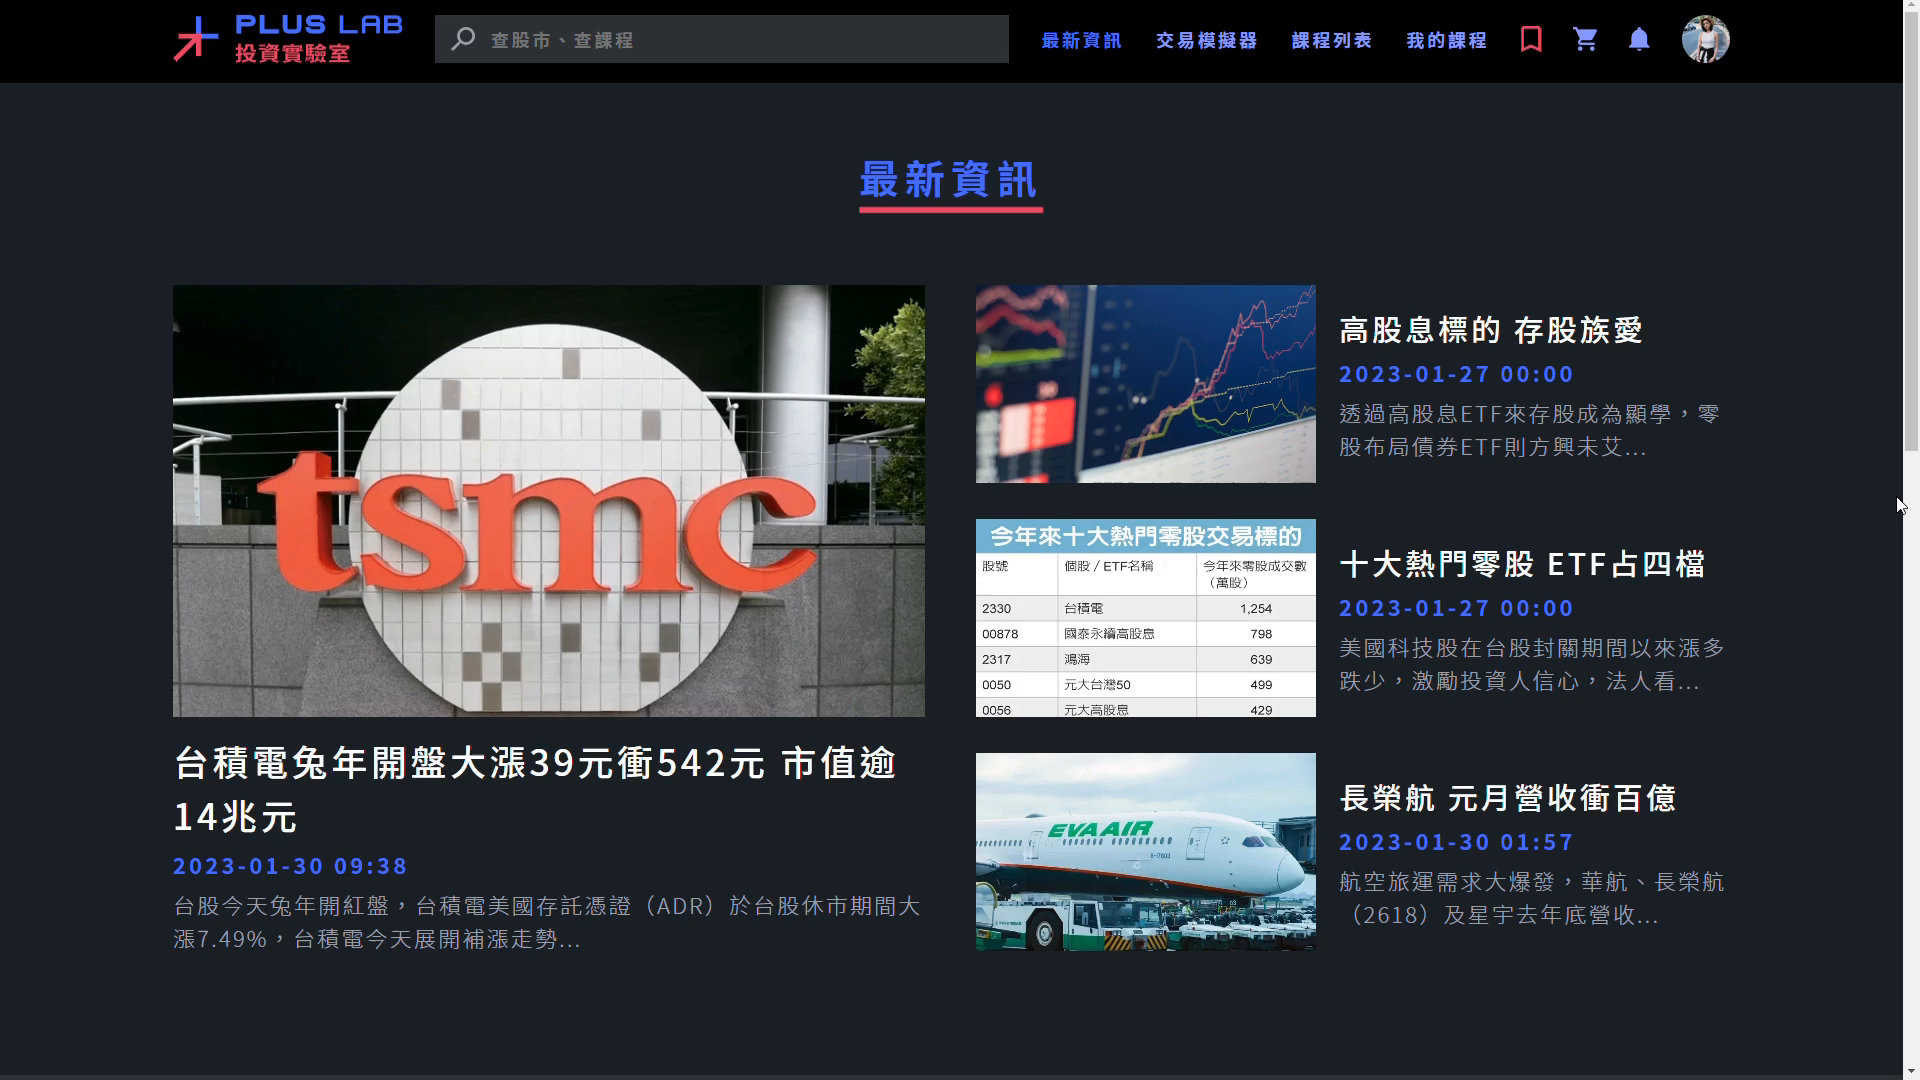 PLUS LAB
投資實驗室
查股市、查課程
最新資訊
交易模擬器
課程列表
我的課程
最新資訊
tsmc
台積電兔年開盤大漲39元衝542元 市值逾
14兆元
2023-01-30 09:38
台股今天兔年開紅盤，台積電美國存託憑證（ADR）於台股休市期間大
漲7.49%，台積電今天展開補漲走勢...
高股息標的 存股族愛
2023-01-27 00:00
透過高股息ETF來存股成為顯學，零
股布局債券ETF則方興未艾...
今年來十大熱門零股交易標的
股號 個股 / ETF名稱 今年來零股成交數
（萬股）
2330 台積電 1,254
00878 國泰永續高股息 798
2317 鴻海 639
0050 元大台灣50 499
0056 元大高股息 429
十大熱門零股 ETF占四檔
2023-01-27 00:00
美國科技股在台股封關期間以來漲多
跌少，激勵投資人信心，法人看...
EVA AIR
長榮航 元月營收衝百億
2023-01-30 01:57
航空旅運需求大爆發，華航、長榮航
（2618）及星宇去年底營收...